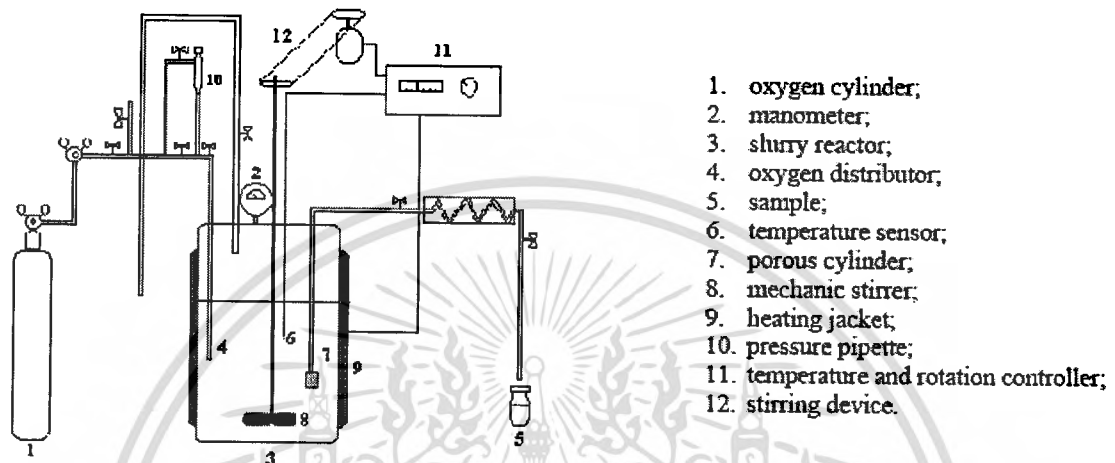 12
11
10
2
4
6
7
9
8
5
1
3
1. oxygen cylinder;
2. manometer;
3. slurry reactor;
4. oxygen distributor;
5. sample;
6. temperature sensor;
7. porous cylinder;
8. mechanic stirrer;
9. heating jacket;
10. pressure pipette;
11. temperature and rotation controller;
12. stirring device.